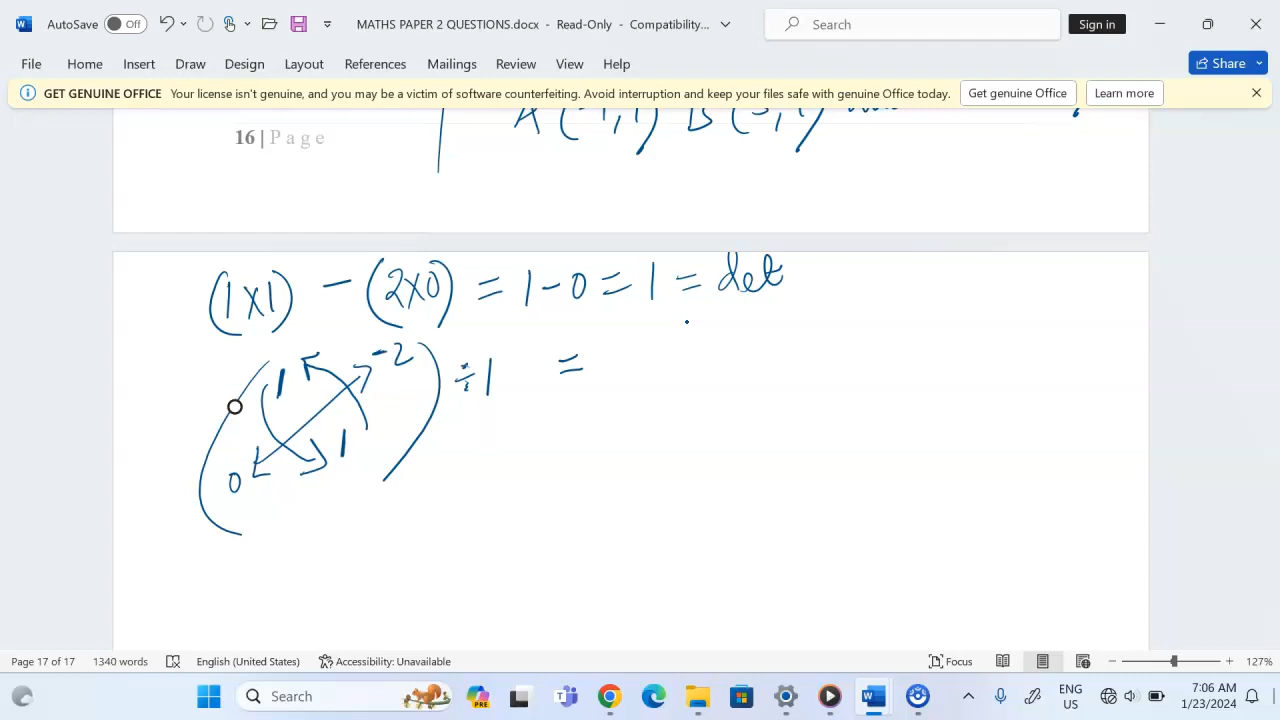 AutoSave Off MATHS PAPER 2 QUESTIONS.docx - Read-Only - Compatibility... Search Sign in
File Home Insert Draw Design Layout References Mailings Review View Help Share
GET GENUINE OFFICE Your license isn't genuine, and you may be a victim of software counterfeiting. Avoid interruption and keep your files safe with genuine Office today. Get genuine Office Learn more
16 | Page
(1×1) - (2×0) = 1-0 = 1 = det
1 -2
÷1 =
0 1
Page 17 of 17 1340 words English (United States) Accessibility: Unavailable Focus 127%
Search ENG US 7:06 AM 1/23/2024